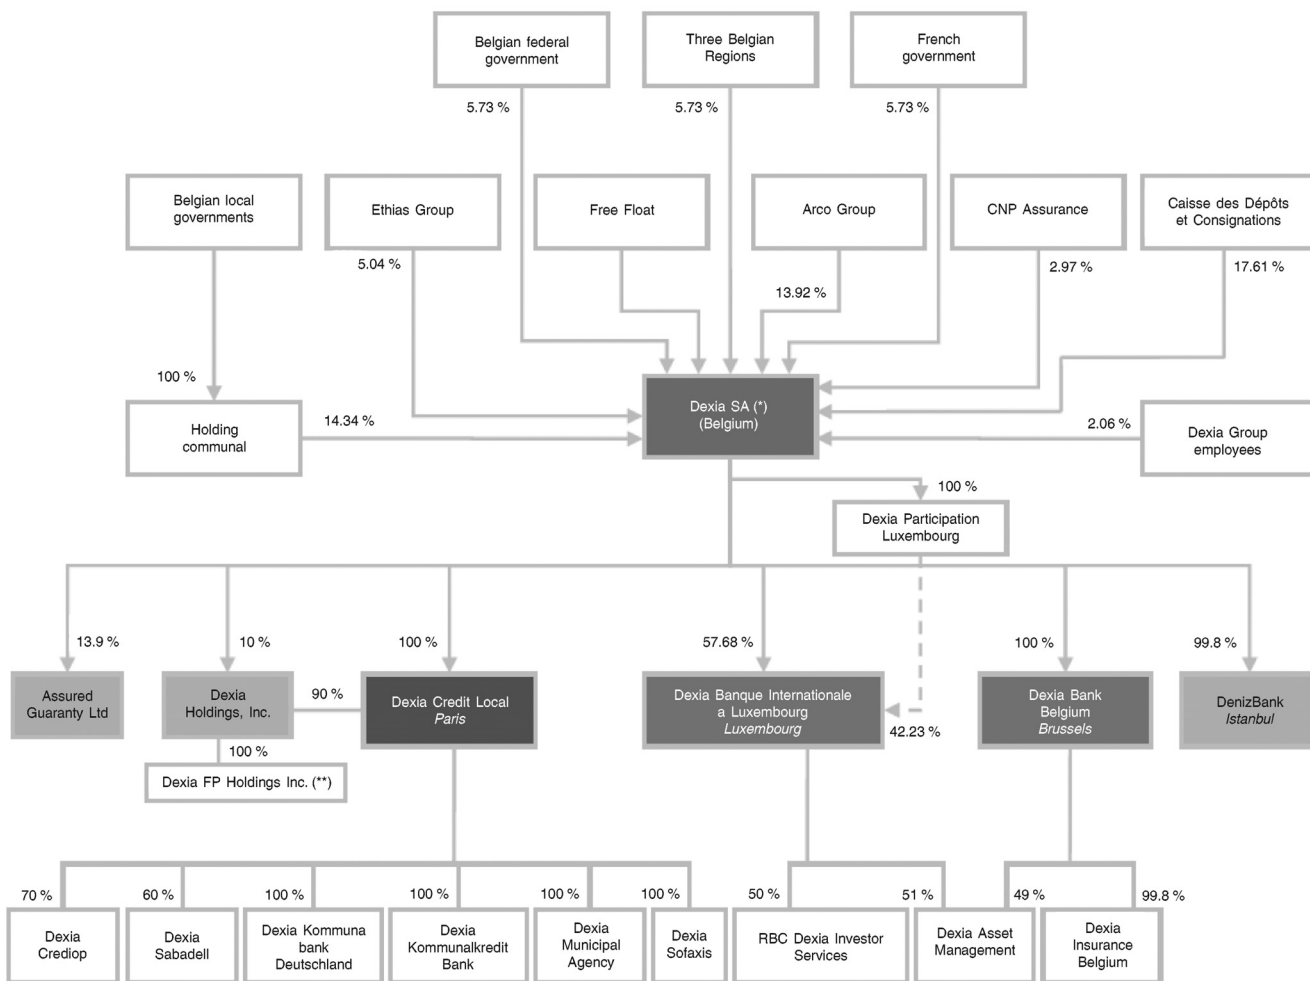 Belgian federal
government
Three Belgian
Regions
French
government
5.73 %
5.73 %
5.73 %
Belgian local
governments
Ethias Group
Free Float
Arco Group
CNP Assurance
Caisse des Dépôts
et Consignations
5.04 %
13.92 %
2.97 %
17.61 %
100 %
Holding
communal
14.34 %
Dexia SA (*)
(Belgium)
2.06 %
Dexia Group
employees
100 %
Dexia Participation
Luxembourg
13.9 %
10 %
100 %
57.68 %
100 %
99.8 %
Assured
Guaranty Ltd
Dexia
Holdings, Inc.
90 %
Dexia Credit Local
Paris
Dexia Banque Internationale
a Luxembourg
Luxembourg
42.23 %
Dexia Bank
Belgium
Brussels
DenizBank
Istanbul
100 %
Dexia FP Holdings Inc. (**)
70 %
60 %
100 %
100 %
100 %
100 %
50 %
51 %
49 %
99.8 %
Dexia
Crediop
Dexia
Sabadell
Dexia Kommuna
bank
Deutschland
Dexia
Kommunalkredit
Bank
Dexia
Municipal
Agency
Dexia
Sofaxis
RBC Dexia Investor
Services
Dexia Asset
Management
Dexia
Insurance
Belgium